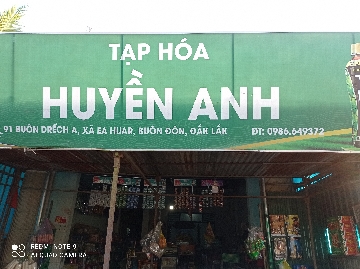 TẠP HÓA
HUYỀN ANH
91 BUÔN DRẾCH A, XÃ EA HUAR, BUÔN ĐÔN, ĐẮK LẮK ĐT: 0986.649372
REDMI NOTE 9
AI QUAD CAMERA